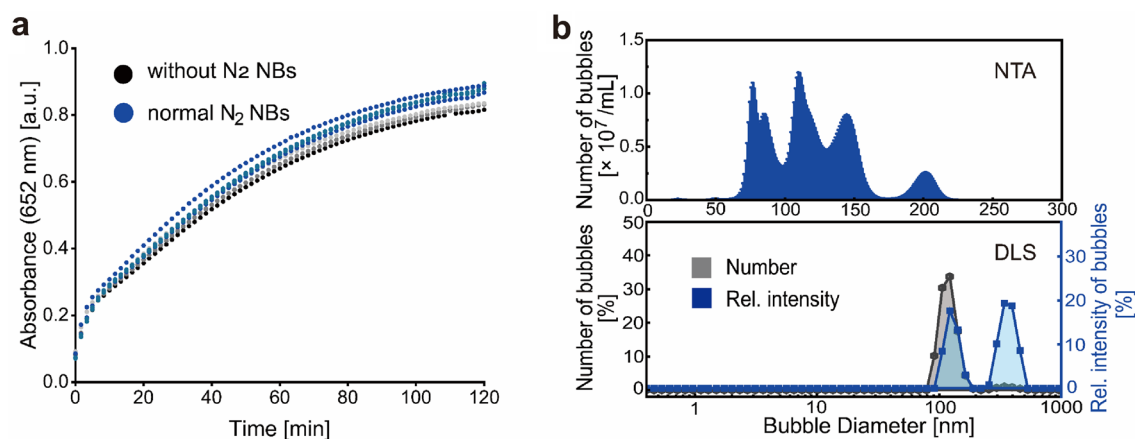 a
Absorbance (652 nm) [a.u.]
1.0
0.8
0.6
0.4
0.2
0.0
without N2 NBs
normal N₂ NBs
0 20 40 60 80 100 120
Time [min]
b
Number of bubbles
[× 10⁷ /mL]
1.5
1.0
0.5
0.0
NTA
0 50 100 150 200 250 300
Number of bubbles
[%]
50
40
30
20
10
0
DLS
Number
Rel. intensity
30
20
10
0
Rel. intensity of bubbles
[%]
1 10 100 1000
Bubble Diameter [nm]